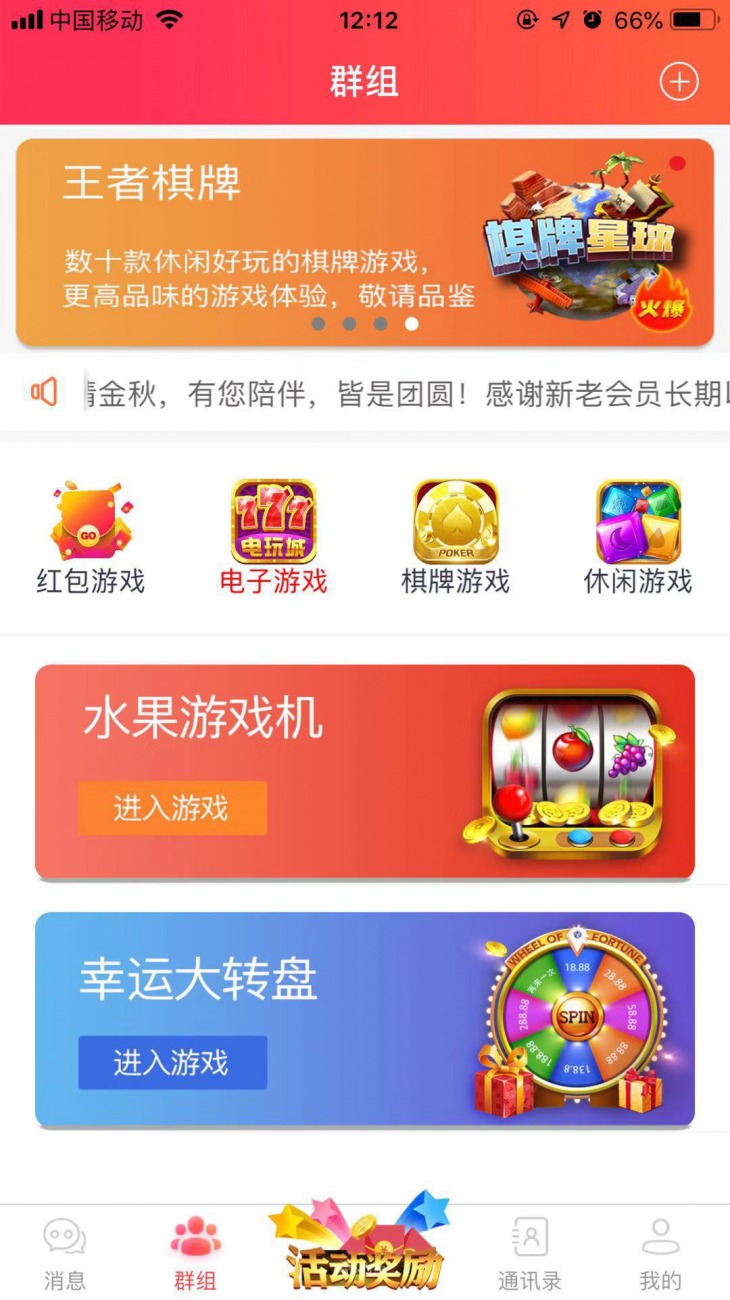 中国移动 12:12 66%
群组
王者棋牌
数十款休闲好玩的棋牌游戏，
更高品味的游戏体验，敬请品鉴
棋牌星球
火爆
金秋，有您陪伴，皆是团圆！感谢新老会员长期
GO
777
电玩城
POKER
红包游戏 电子游戏 棋牌游戏 休闲游戏
水果游戏机
进入游戏
幸运大转盘
进入游戏
WHEEL OF FORTUNE
再来一次 18.88 28.88 58.88 88.88 138.8 188.88 288.88
SPIN
活动奖励
消息 群组 通讯录 我的